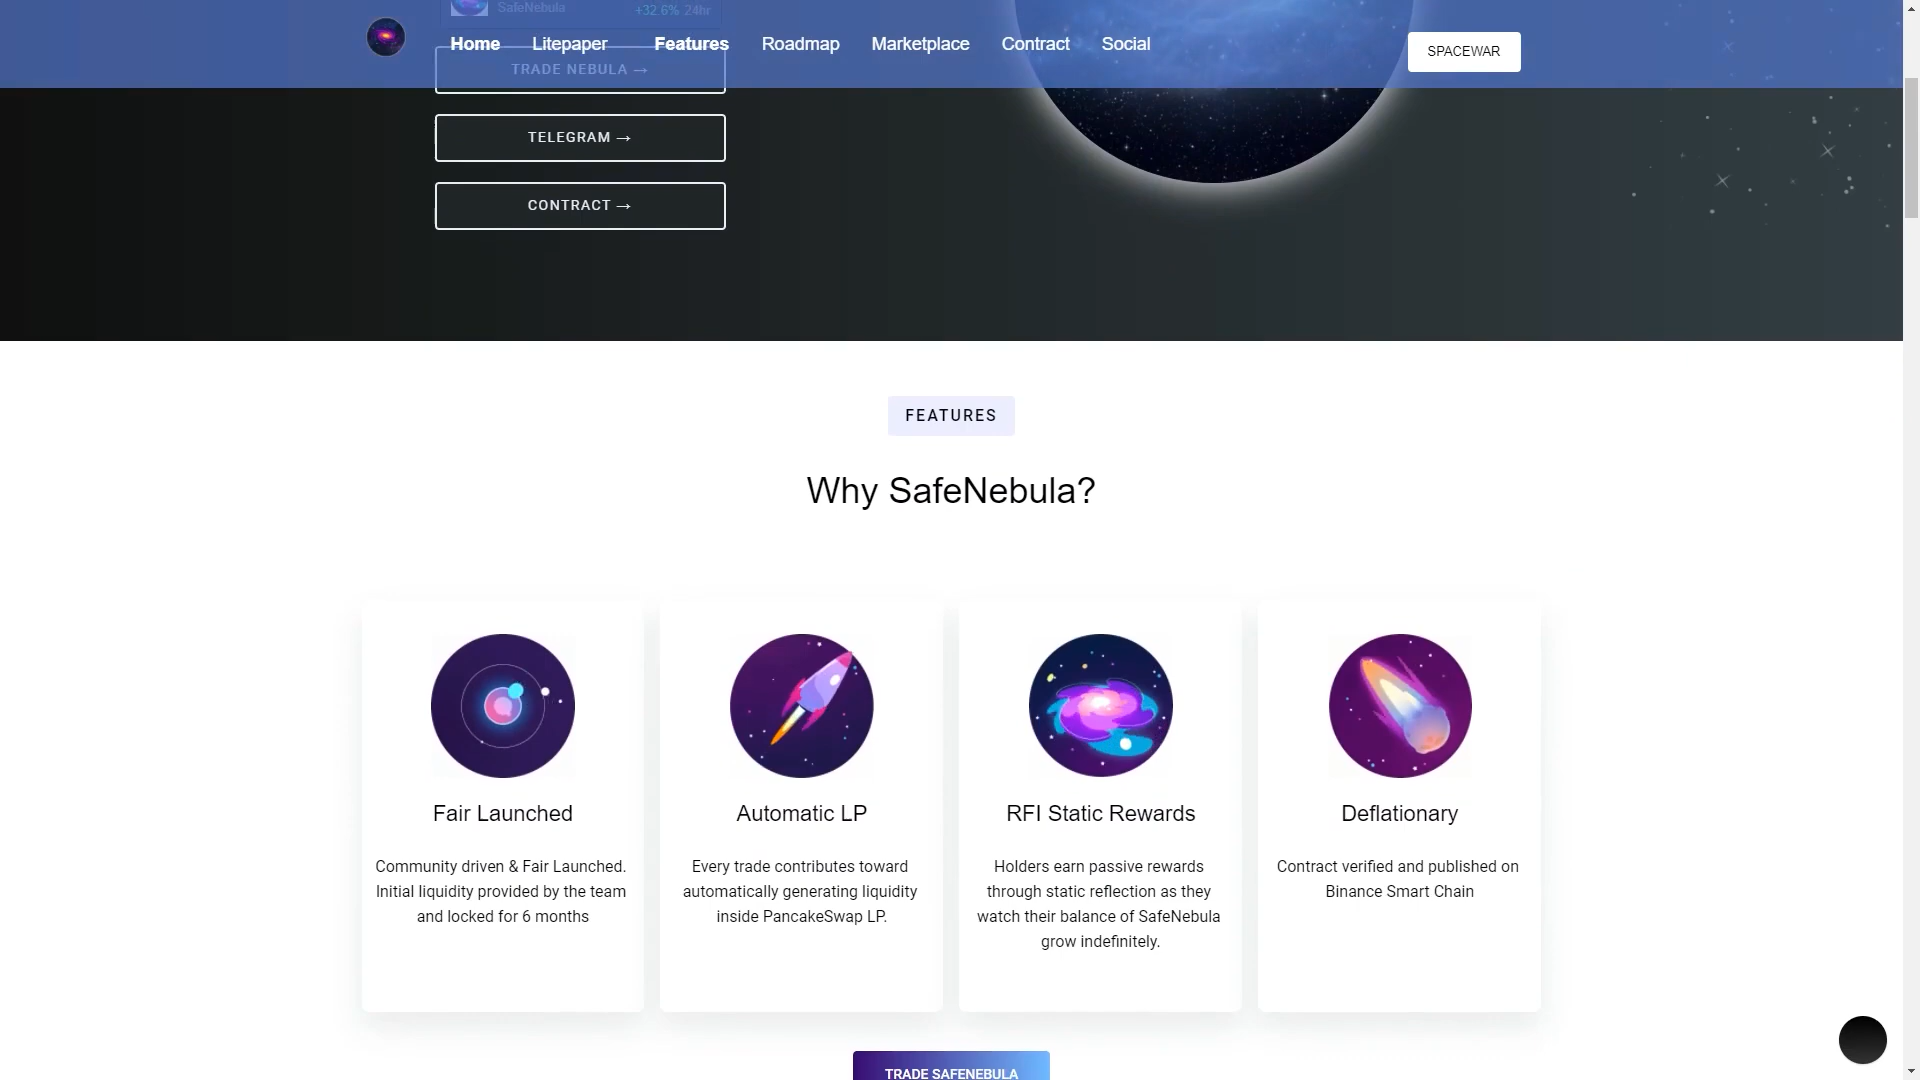 SafeNebula
+32.6% 24hr
Home Litepaper Features Roadmap Marketplace Contract Social
SPACEWAR
TRADE NEBULA →
TELEGRAM →
CONTRACT →
FEATURES
Why SafeNebula?
Fair Launched
Community driven & Fair Launched.
Initial liquidity provided by the team
and locked for 6 months
Automatic LP
Every trade contributes toward
automatically generating liquidity
inside PancakeSwap LP.
RFI Static Rewards
Holders earn passive rewards
through static reflection as they
watch their balance of SafeNebula
grow indefinitely.
Deflationary
Contract verified and published on
Binance Smart Chain
TRADE SAFENEBULA